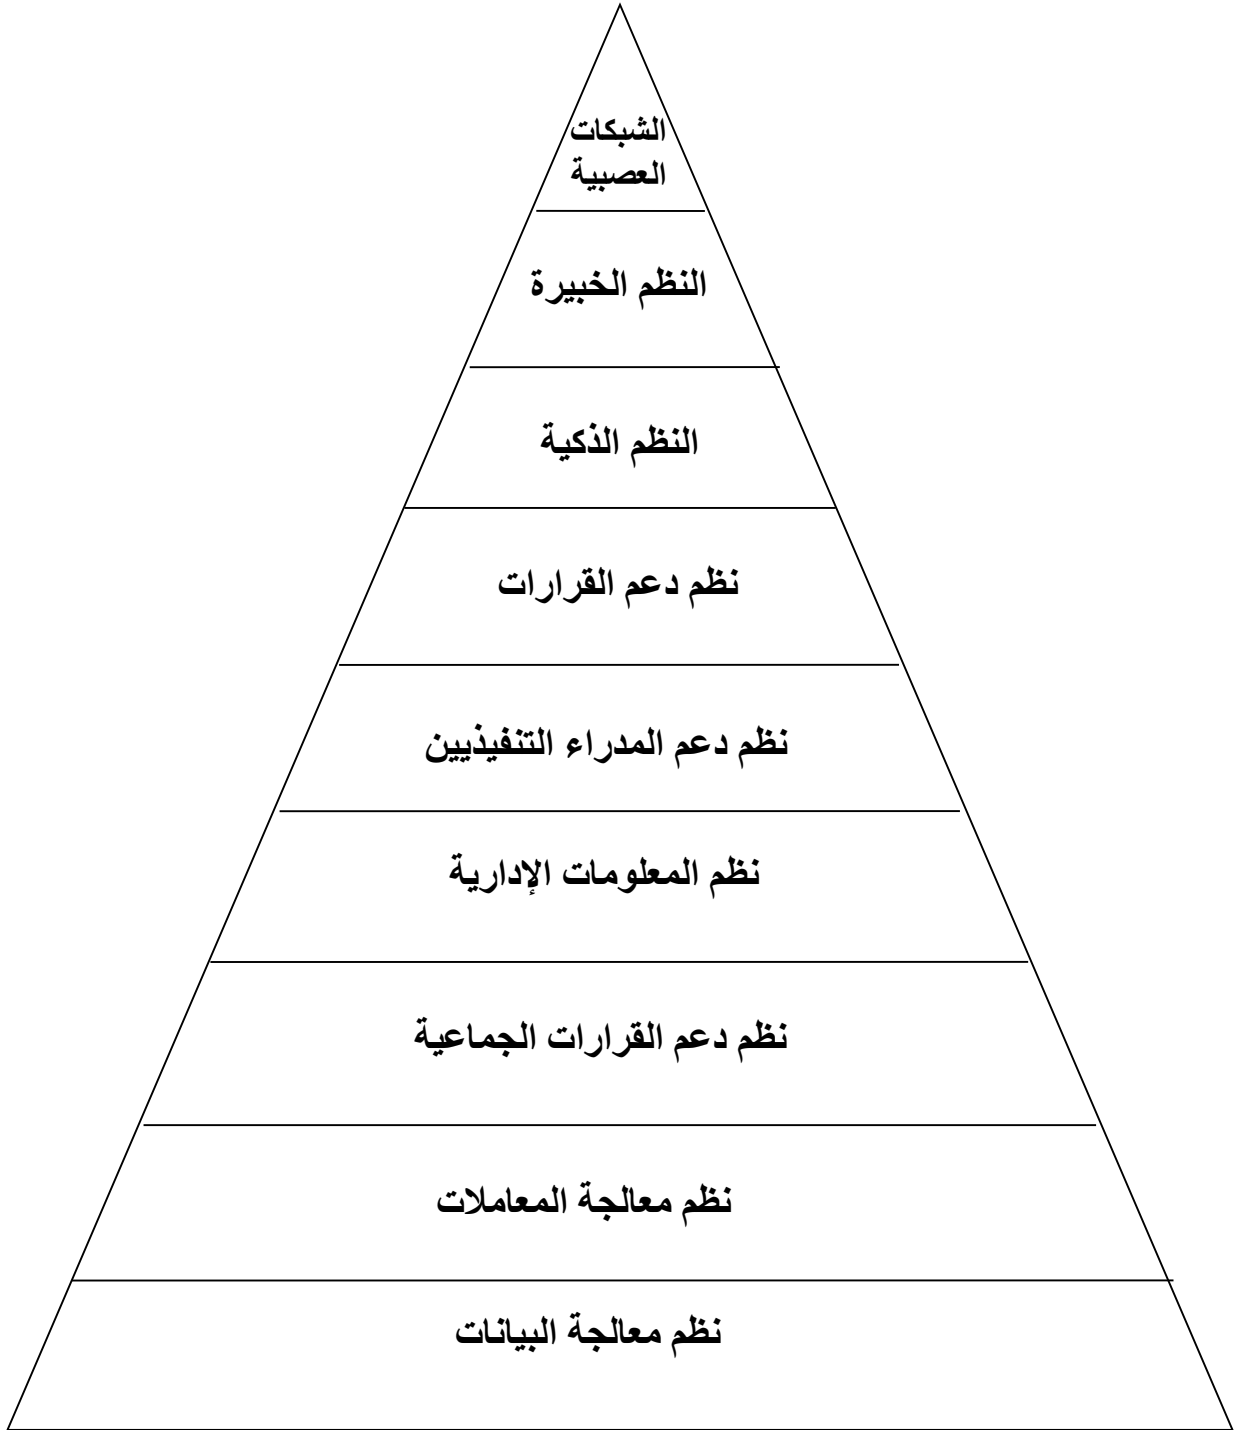 الشبكات
العصبية
النظم الخبيرة
النظم الذكية
نظم دعم القرارات
نظم دعم المدراء التنفيذيين
نظم المعلومات الإدارية
نظم دعم القرارات الجماعية
نظم معالجة المعاملات
نظم معالجة البيانات